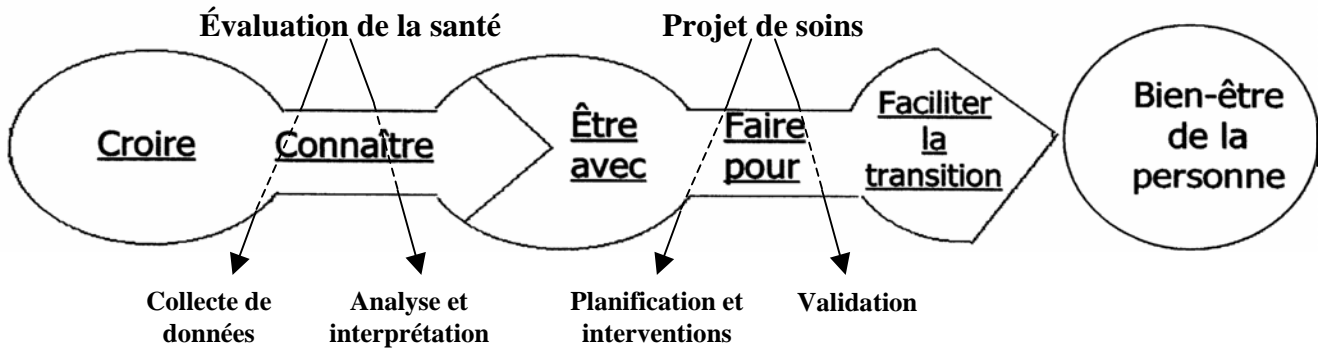 Évaluation de la santé
Projet de soins
Croire
Connaître
Être
avec
Faire
pour
Faciliter
la
transition
Bien-être
de la
personne
Collecte de
données
Analyse et
interprétation
Planification et
interventions
Validation